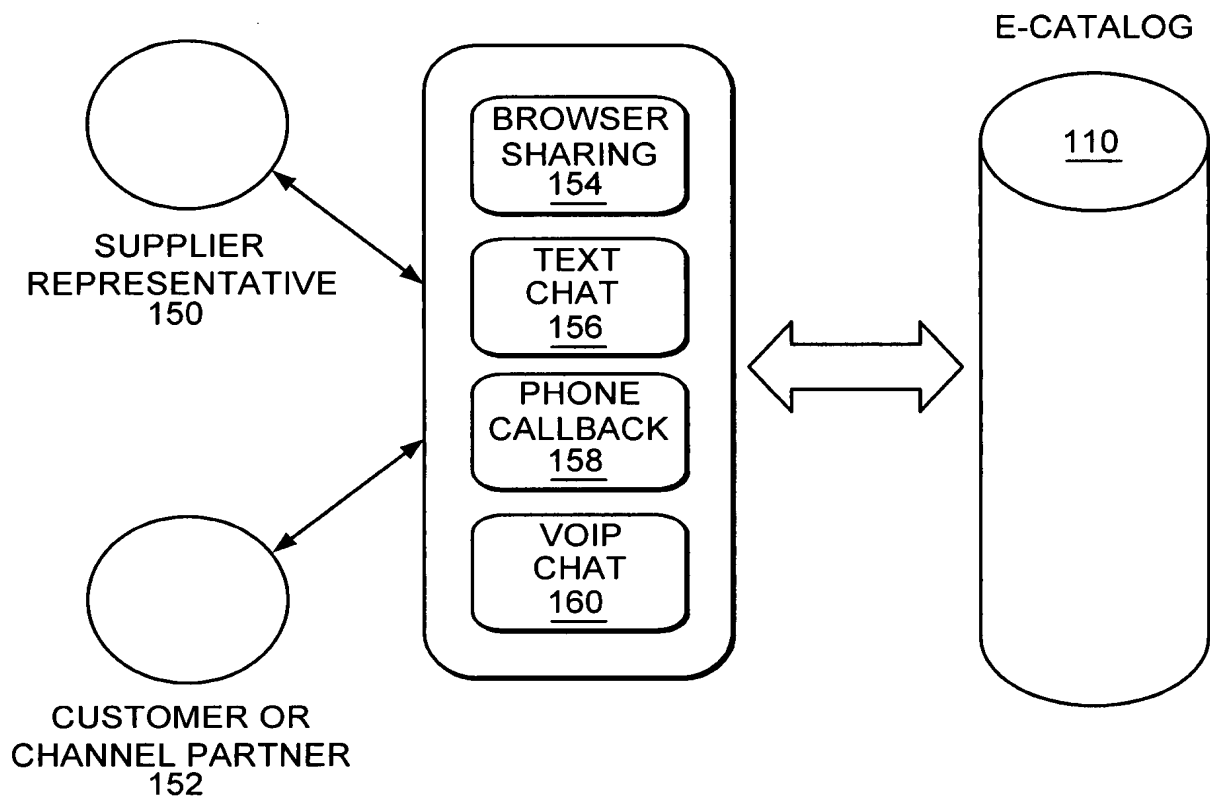 E-CATALOG
110
BROWSER
SHARING
154
TEXT
CHAT
156
PHONE
CALLBACK
158
VOIP
CHAT
160
SUPPLIER
REPRESENTATIVE
150
CUSTOMER OR
CHANNEL PARTNER
152